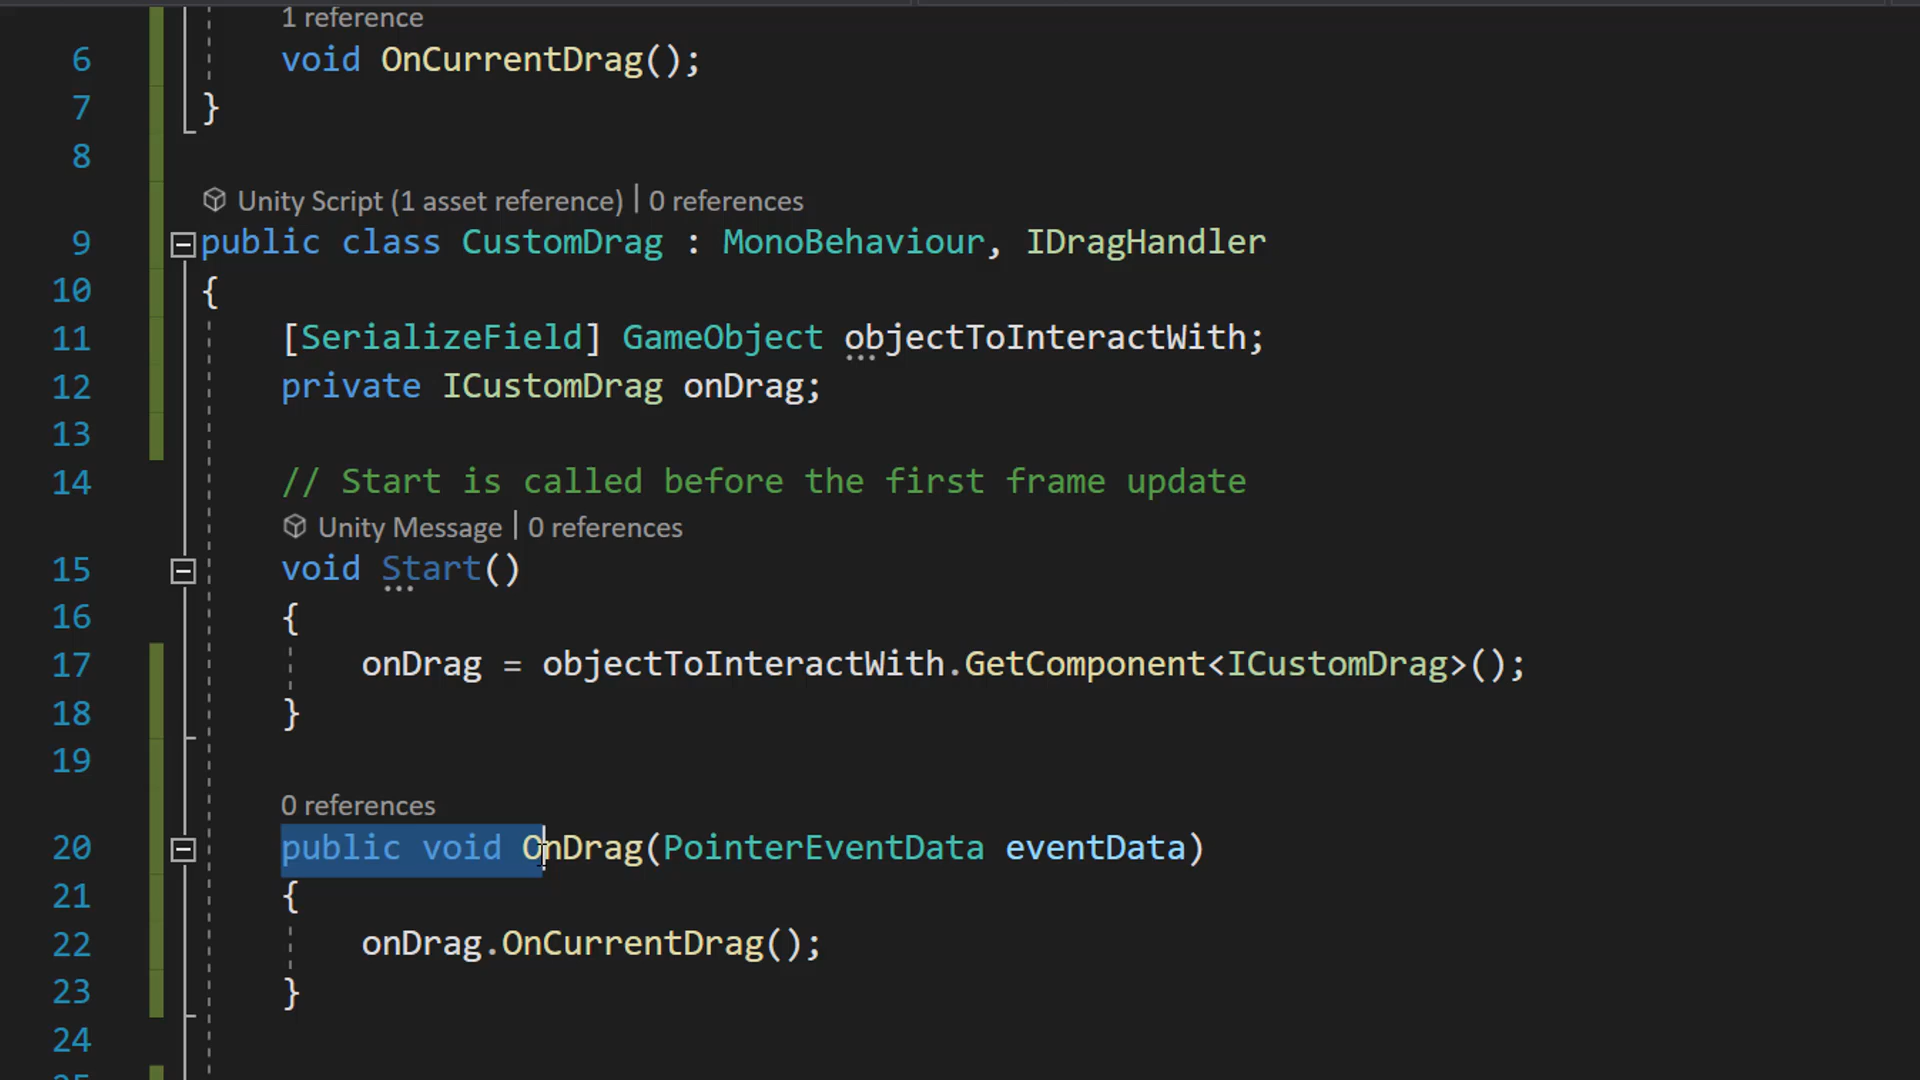 1 reference
6 void OnCurrentDrag();
7 }
8
Unity Script (1 asset reference) | 0 references
9 public class CustomDrag : MonoBehaviour, IDragHandler
10 {
11 [SerializeField] GameObject objectToInteractWith;
12 private ICustomDrag onDrag;
13
14 // Start is called before the first frame update
Unity Message | 0 references
15 void Start()
16 {
17 onDrag = objectToInteractWith.GetComponent<ICustomDrag>();
18 }
19
0 references
20 public void OnDrag(PointerEventData eventData)
21 {
22 onDrag.OnCurrentDrag();
23 }
24